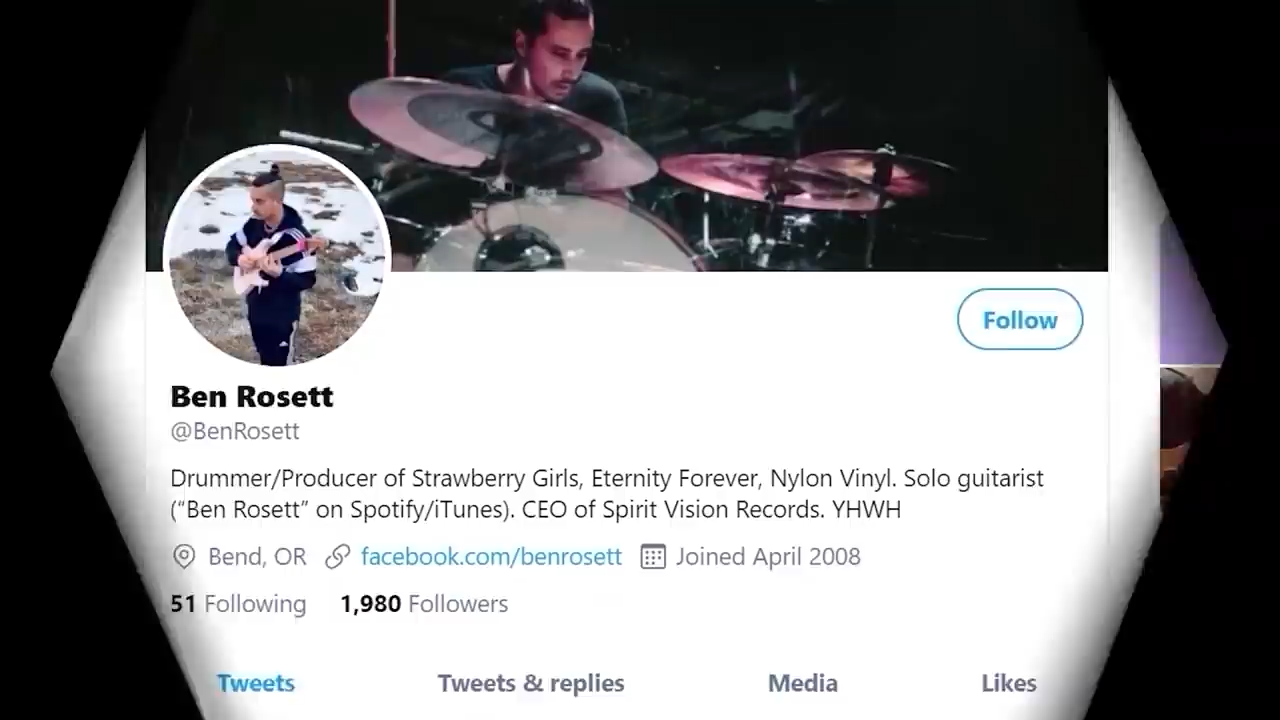 Follow
Ben Rosett
@BenRosett
Drummer/Producer of Strawberry Girls, Eternity Forever, Nylon Vinyl. Solo guitarist
(“Ben Rosett” on Spotify/iTunes). CEO of Spirit Vision Records. YHWH
Bend, OR facebook.com/benrosett Joined April 2008
51 Following 1,980 Followers
Tweets Tweets & replies Media Likes